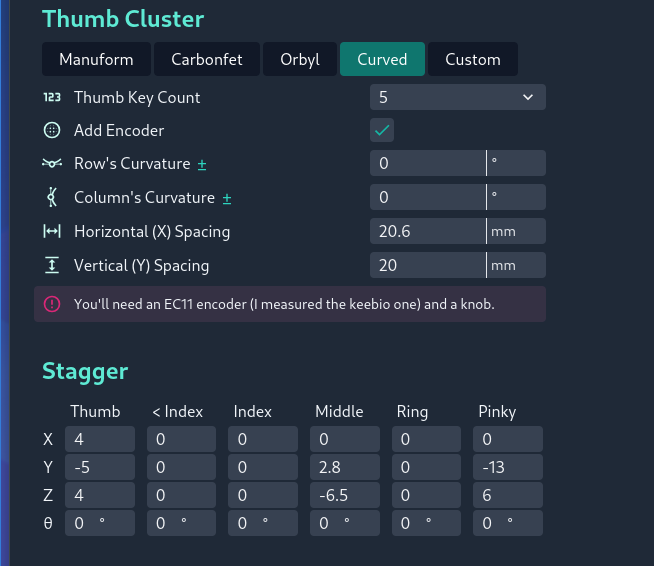 Thumb Cluster
Manuform Carbonfet Orbyl Curved Custom
123 Thumb Key Count 5
Add Encoder
Row's Curvature ± 0 °
Column's Curvature ± 0 °
Horizontal (X) Spacing 20.6 mm
Vertical (Y) Spacing 20 mm
You'll need an EC11 encoder (I measured the keebio one) and a knob.
Stagger
Thumb < Index Index Middle Ring Pinky
X 4 0 0 0 0 0
Y -5 0 0 2.8 0 -13
Z 4 0 0 -6.5 0 6
θ 0 ° 0 ° 0 ° 0 ° 0 ° 0 °